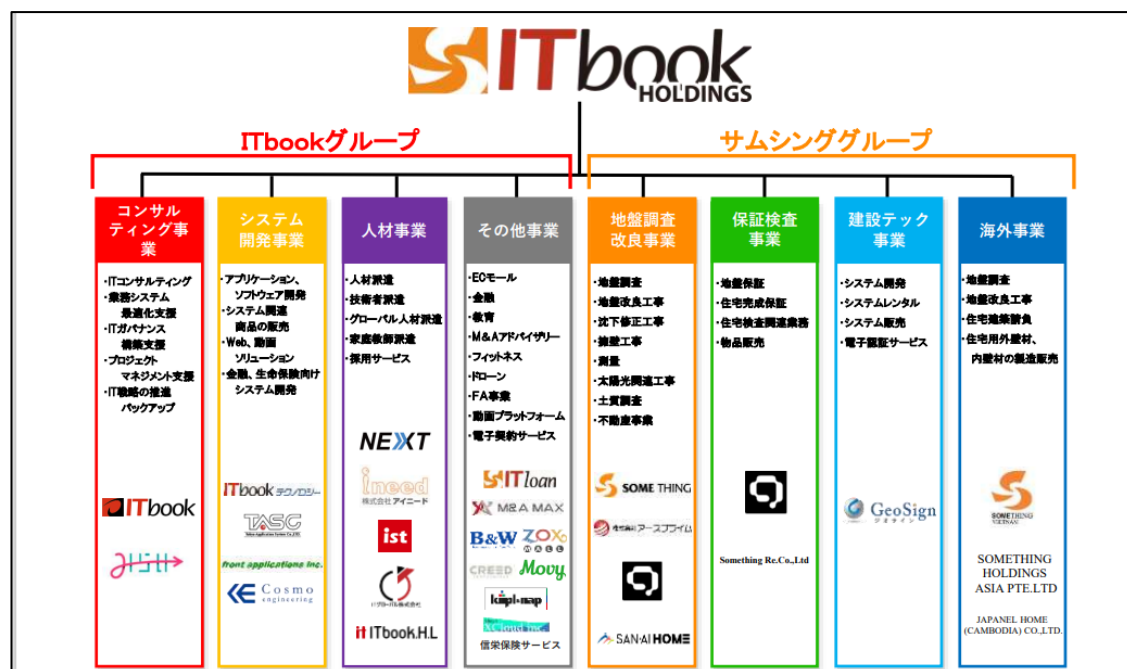 ITbook
HOLDINGS
ITbookグループ
サムシンググループ
コンサル
ティング事
業
・ITコンサルティング
・業務システム
最適化支援
・ITガバナンス
構築支援
・プロジェクト
マネジメント支援
・IT戦略の推進
バックアップ
ITbook
システム
開発事業
・アプリケーション、
ソフトウェア開発
・システム関連
商品の販売
・Web、動画
ソリューション
・金融、生命保険向け
システム開発
ITbook テクノロジー
TASC
front applications inc.
Cosmo
engineering
人材事業
・人材派遣
・技術者派遣
・グローバル人材派遣
・家庭教師派遣
・採用サービス
NEXT
ineed
株式会社アイニード
ist
ITbook.H.L
その他事業
・ECモール
・金融
・教育
・M&Aアドバイザリー
・フィットネス
・ドローン
・FA事業
・動画プラットフォーム
・電子契約サービス
ITloan
M&A MAX
B&W
ZOX
MALL
CREED
Movy
信栄保険サービス
地盤調査
改良事業
・地盤調査
・地盤改良工事
・沈下修正工事
・擁壁工事
・測量
・太陽光関連工事
・土質調査
・不動産事業
SOME THING
株式会社アースプライム
SAN-AI HOME
保証検査
事業
・地盤保証
・住宅完成保証
・住宅検査関連業務
・物品販売
Something Re.Co.,Ltd
建設テック
事業
・システム開発
・システムレンタル
・システム販売
・電子認証サービス
GeoSign
ジオサイン
海外事業
・地盤調査
・地盤改良工事
・住宅建築請負
・住宅用外壁材、
内壁材の製造販売
SOMETHING
VIETNAM
SOMETHING
HOLDINGS
ASIA PTE.LTD
JAPANEL HOME
(CAMBODIA) CO.,LTD.